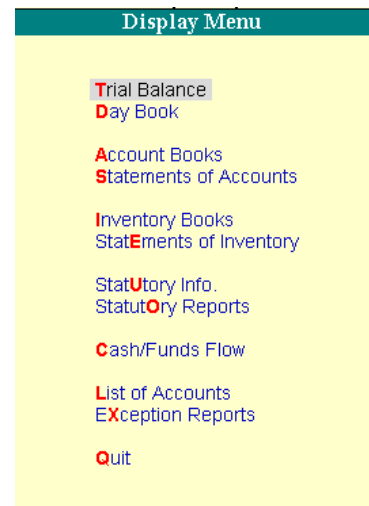 Display Menu
Trial Balance
Day Book
Account Books
Statements of Accounts
Inventory Books
StatEments of Inventory
StatUtory Info.
StatutOry Reports
Cash/Funds Flow
List of Accounts
EXception Reports
Quit